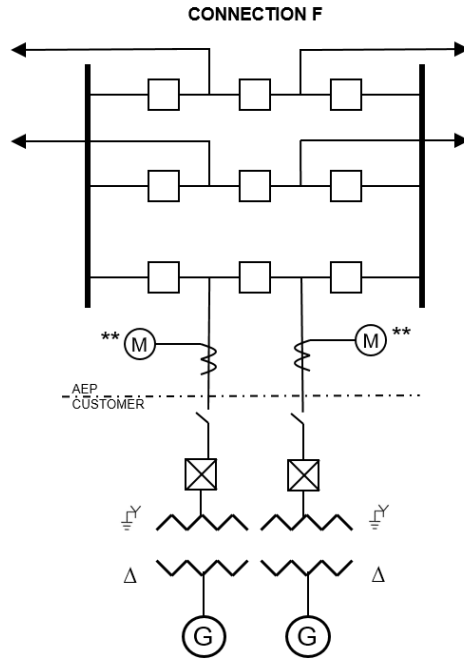 CONNECTION F
** M
M **
AEP
CUSTOMER
Y Y
Δ Δ
G G